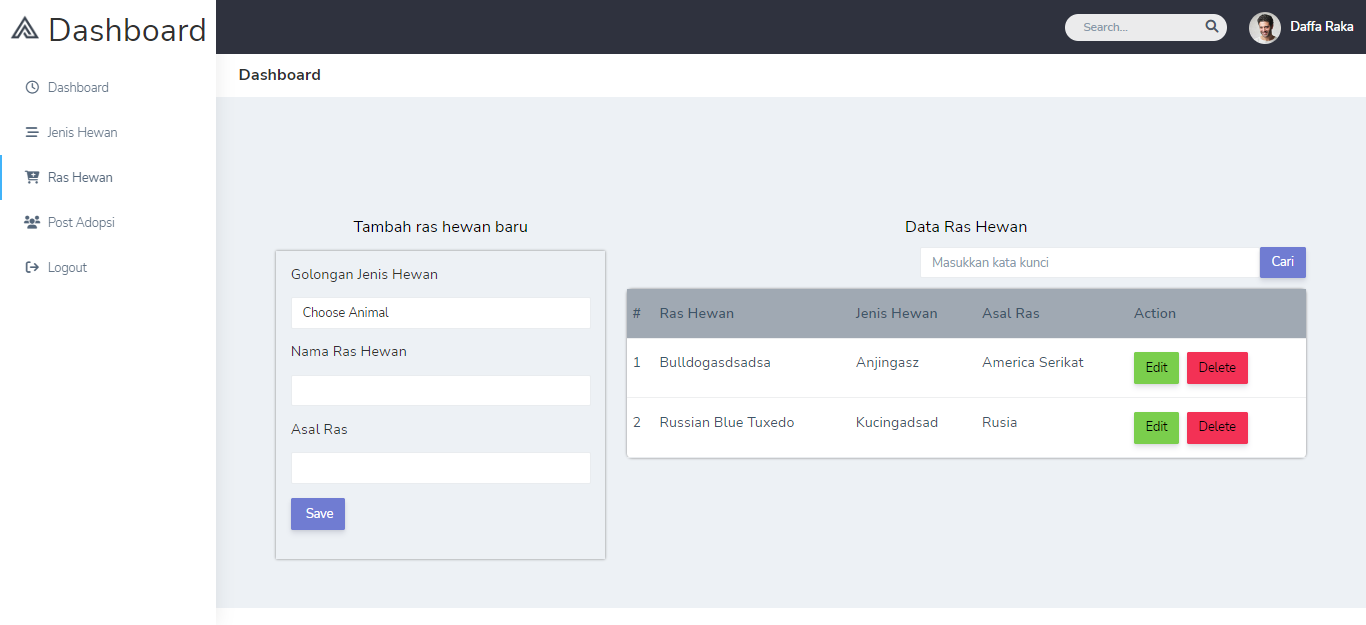 Dashboard
Search...
Daffa Raka
Dashboard
Dashboard
Jenis Hewan
Ras Hewan
Post Adopsi
Logout
Tambah ras hewan baru
Golongan Jenis Hewan
Choose Animal
Nama Ras Hewan
Asal Ras
Save
Data Ras Hewan
Masukkan kata kunci Cari
# Ras Hewan Jenis Hewan Asal Ras Action
1 Bulldogasdsadsa Anjingasz America Serikat Edit Delete
2 Russian Blue Tuxedo Kucingadsad Rusia Edit Delete